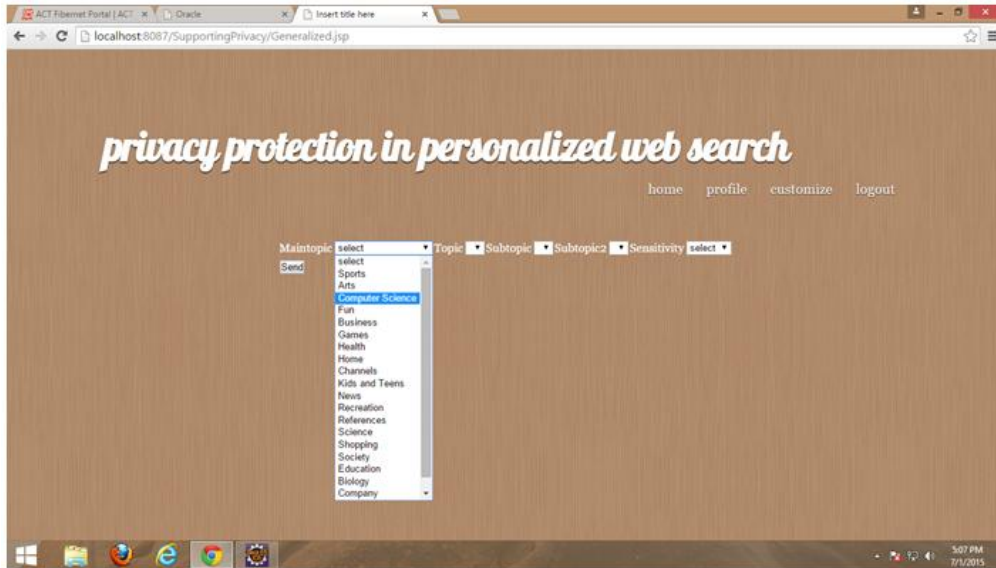 ACT Fibernet Portal | ACT Oracle Insert title here
localhost:8087/SupportingPrivacy/Generalized.jsp
privacy protection in personalized web search
home profile customize logout
Maintopic select Topic Subtopic Subtopic2 Sensitivity select
Send
select
Sports
Arts
Computer Science
Fun
Business
Games
Health
Home
Channels
Kids and Teens
News
Recreation
References
Science
Shopping
Society
Education
Biology
Company
5:07 PM
7/1/2015